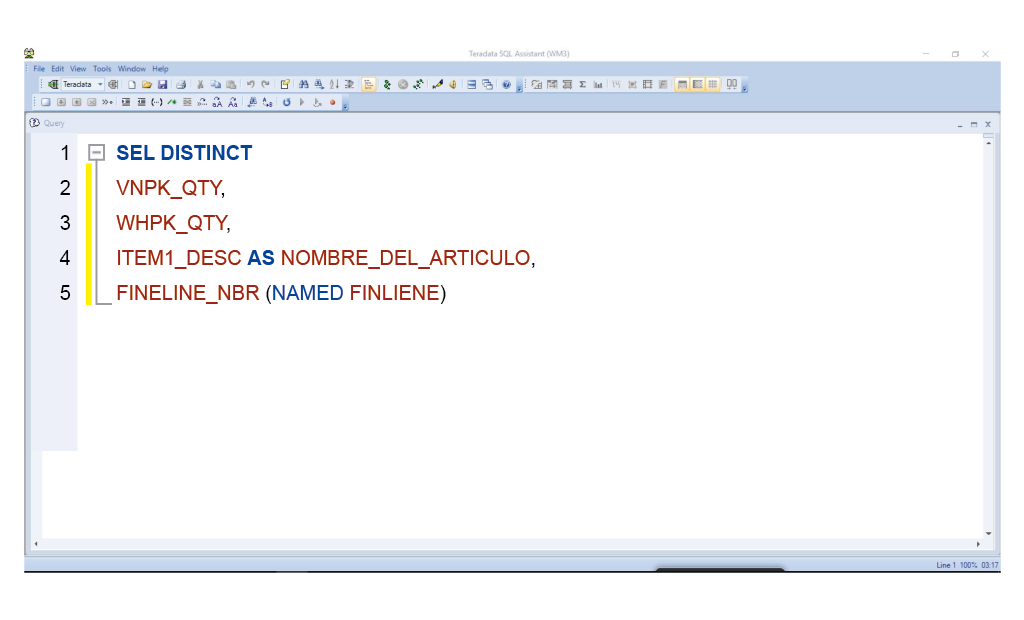 Teradata SQL Assistant (WM3)
File Edit View Tools Window Help
Teradata
Query
1 SEL DISTINCT
2 VNPK_QTY,
3 WHPK_QTY,
4 ITEM1_DESC AS NOMBRE_DEL_ARTICULO,
5 FINELINE_NBR (NAMED FINLIENE)
Line 1 100% 03:17